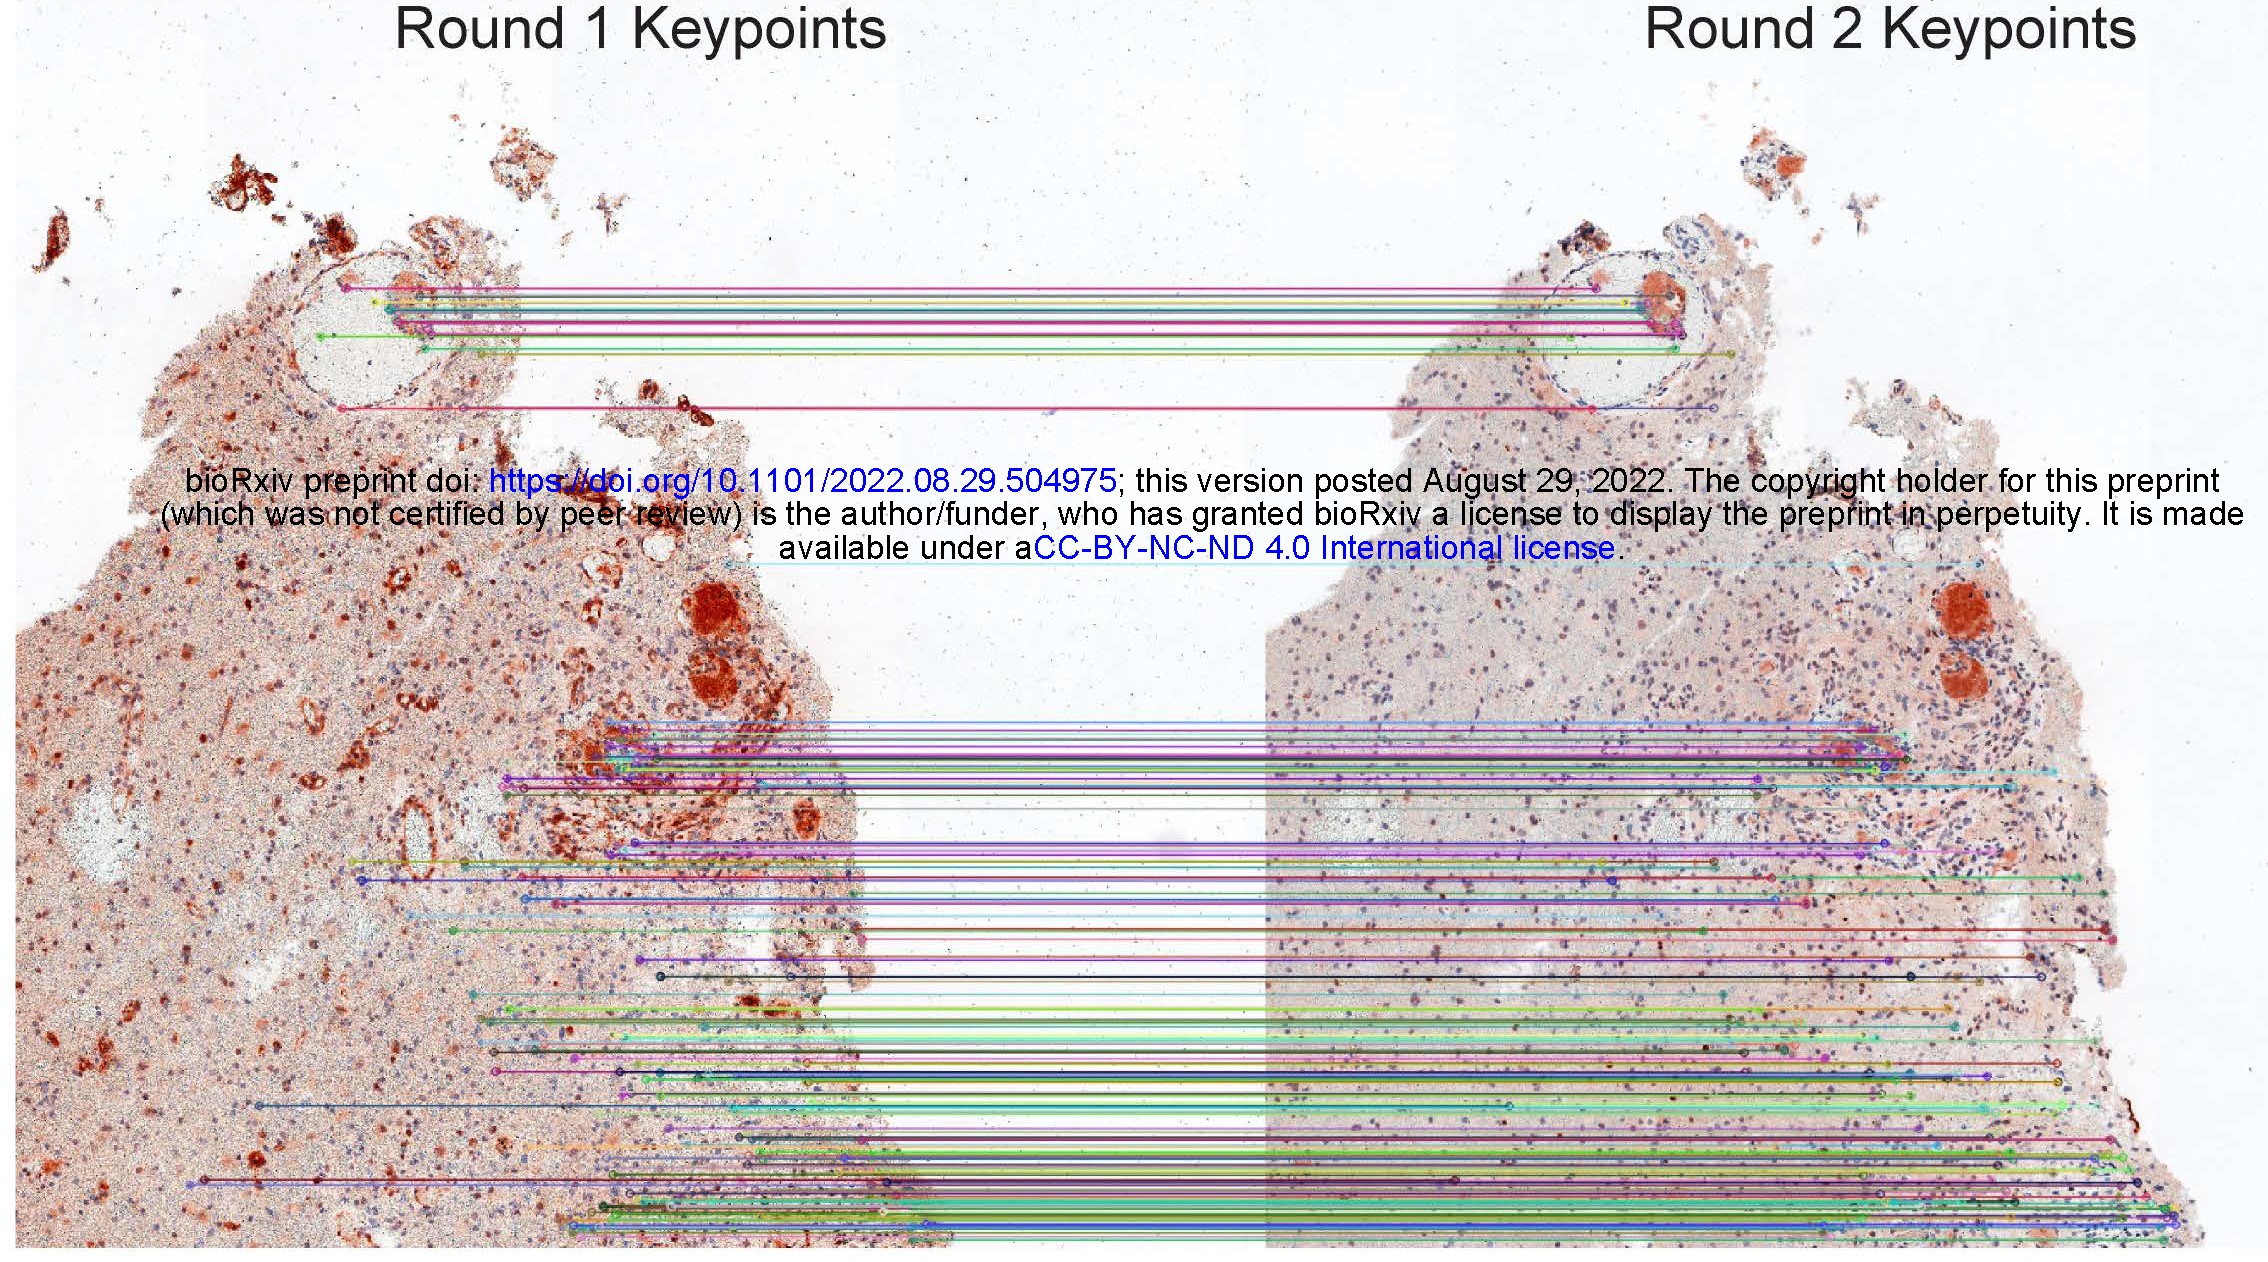 Round 1 Keypoints
Round 2 Keypoints
bioRxiv preprint doi: https://doi.org/10.1101/2022.08.29.504975; this version posted August 29, 2022. The copyright holder for this preprint
(which was not certified by peer review) is the author/funder, who has granted bioRxiv a license to display the preprint in perpetuity. It is made
available under aCC-BY-NC-ND 4.0 International license.